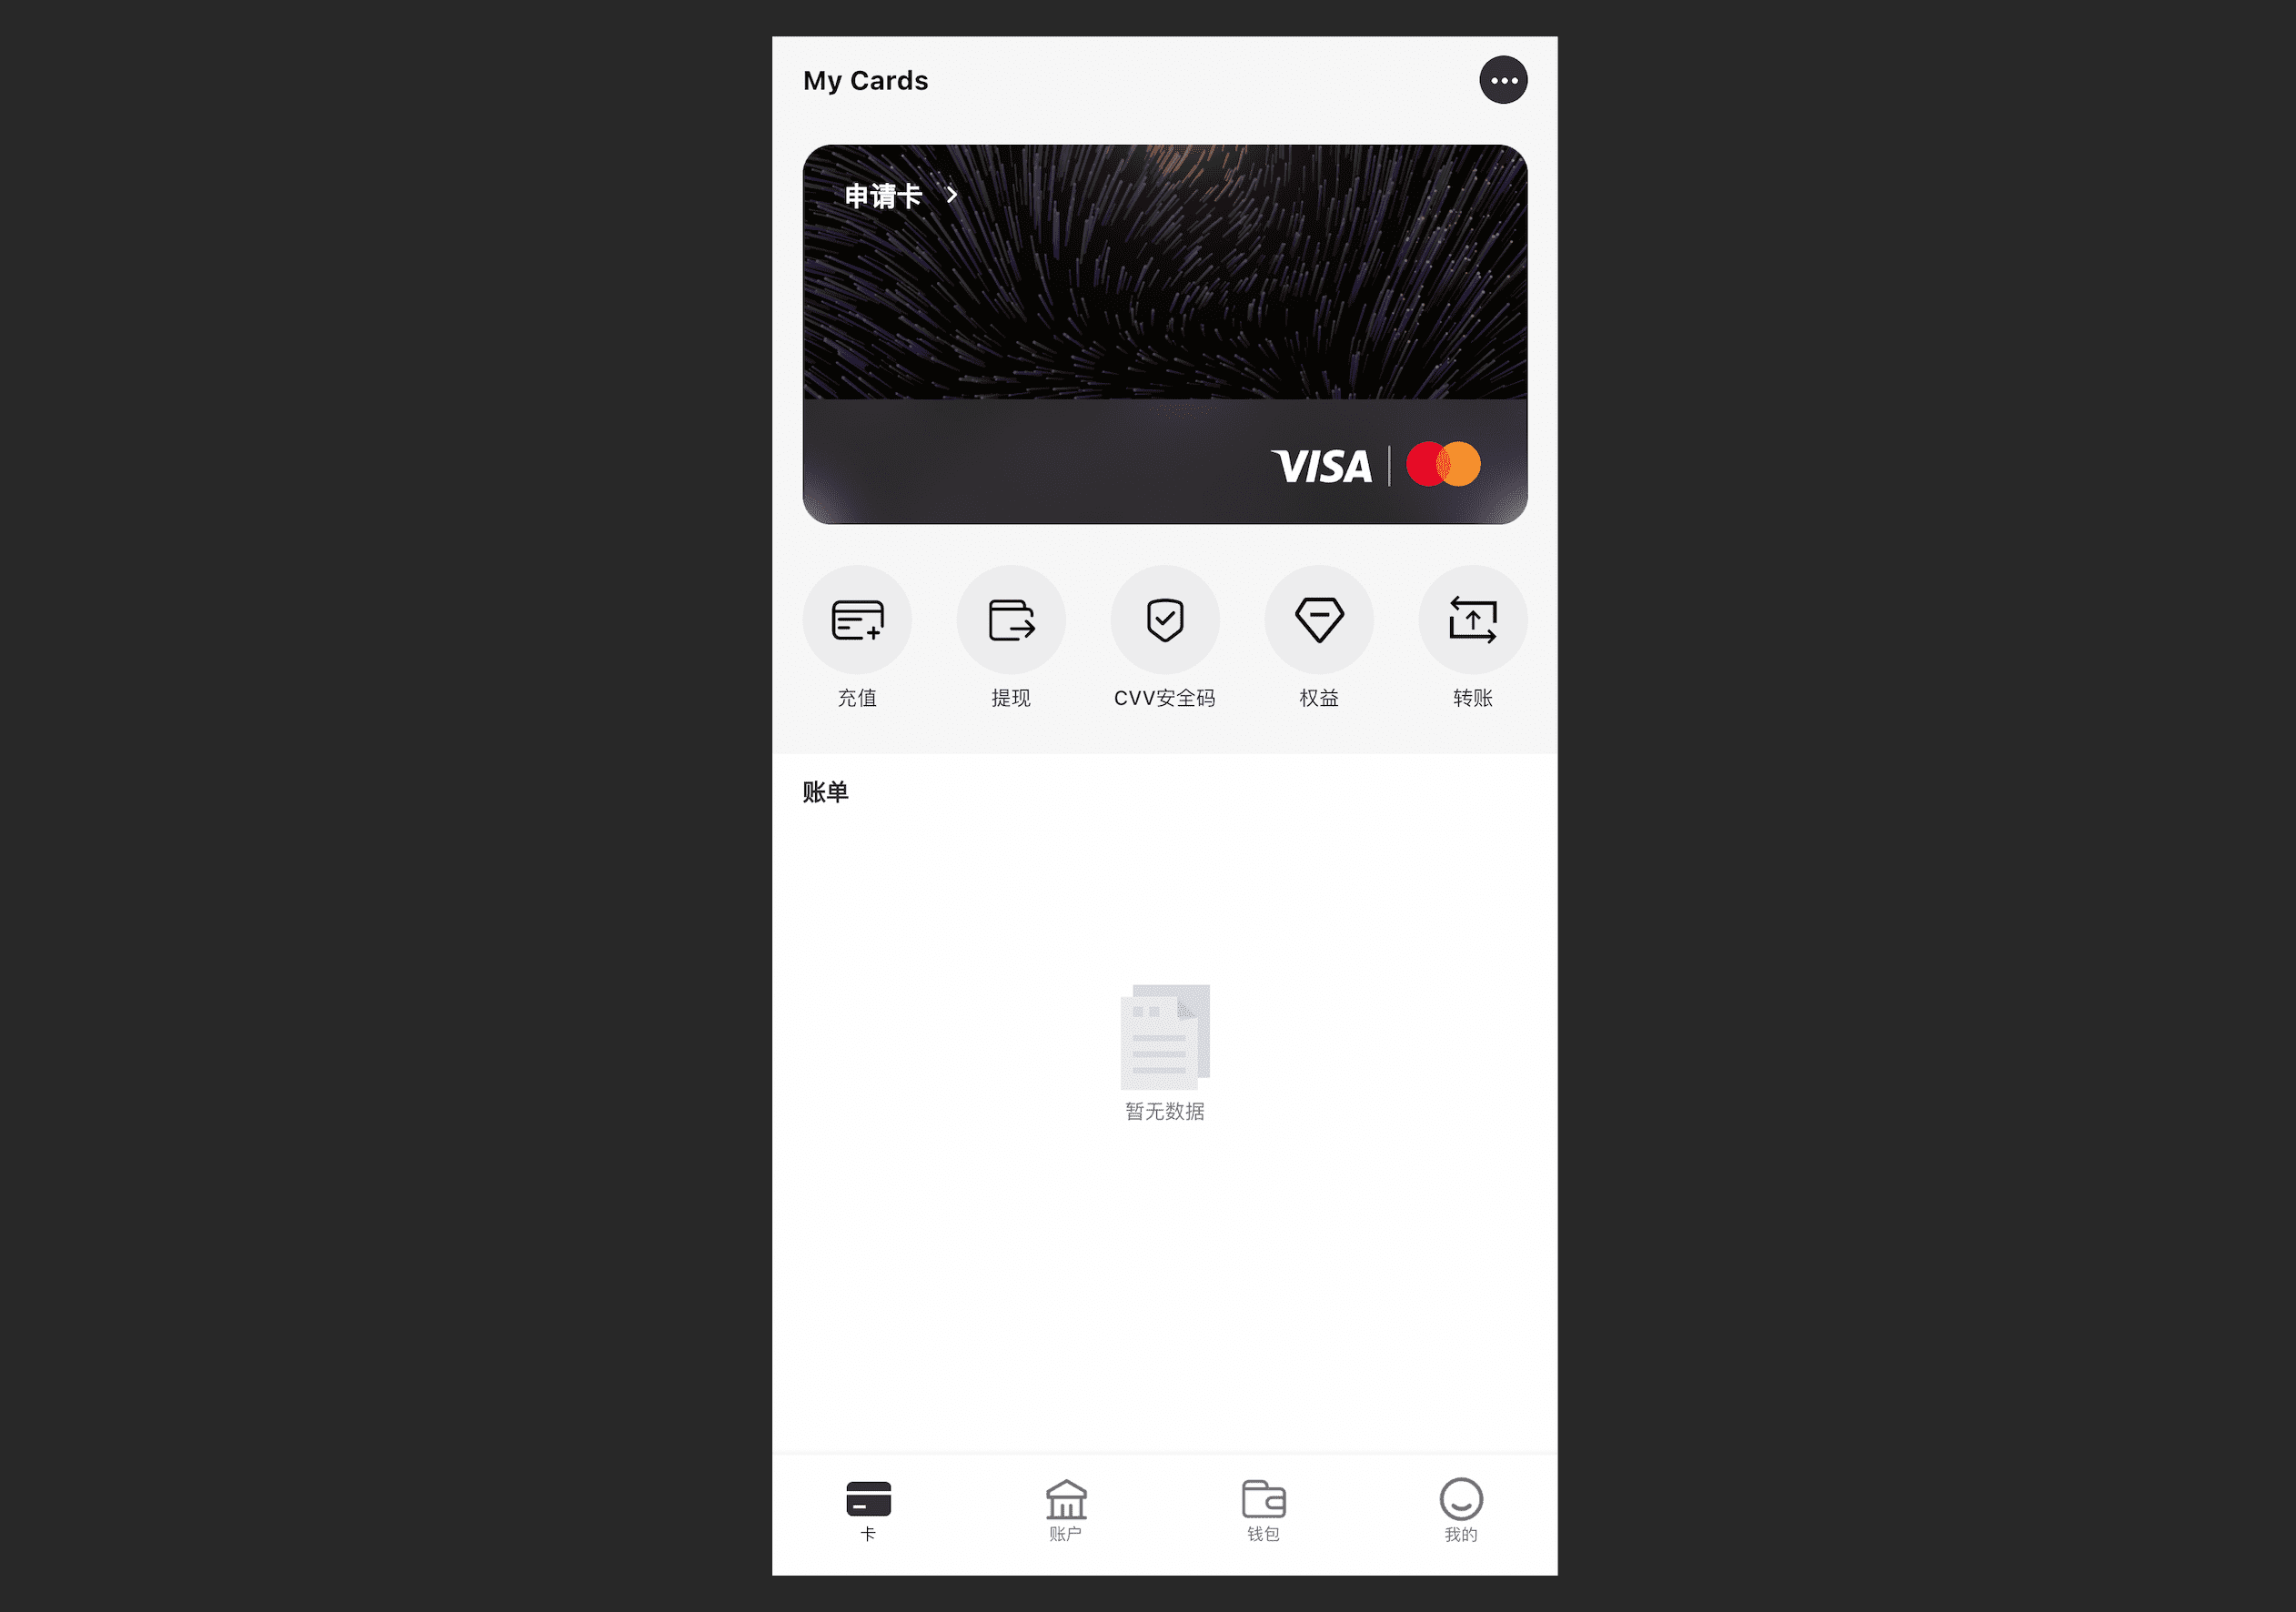 My Cards
申请卡
VISA
充值
提现
CVV安全码
权益
转账
账单
暂无数据
卡
账户
钱包
我的